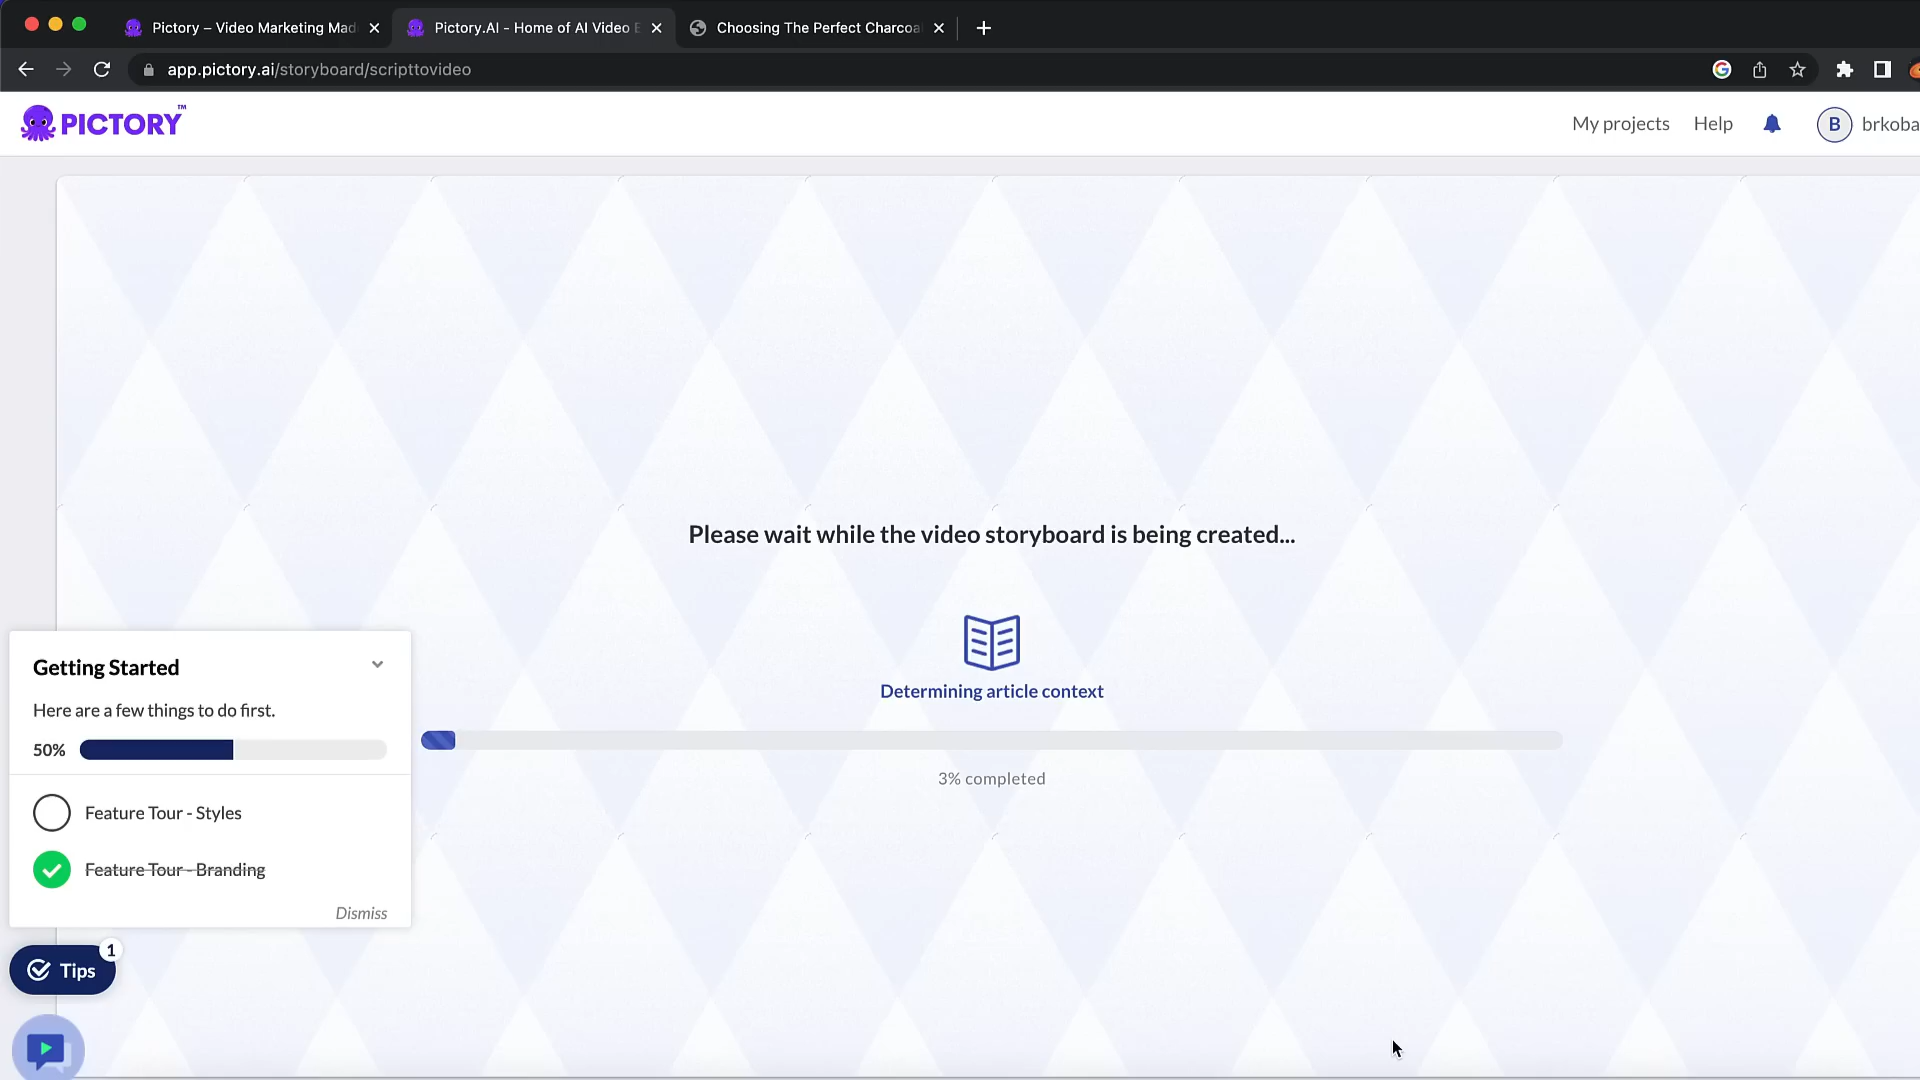 Pictory – Video Marketing Mad
Pictory.AI - Home of AI Video E
Choosing The Perfect Charcoa
app.pictory.ai/storyboard/scripttovideo
PICTORY™
My projects
Help
B
brkoba
Please wait while the video storyboard is being created...
Determining article context
3% completed
Getting Started
Here are a few things to do first.
50%
Feature Tour - Styles
Feature Tour - Branding
Dismiss
Tips
1